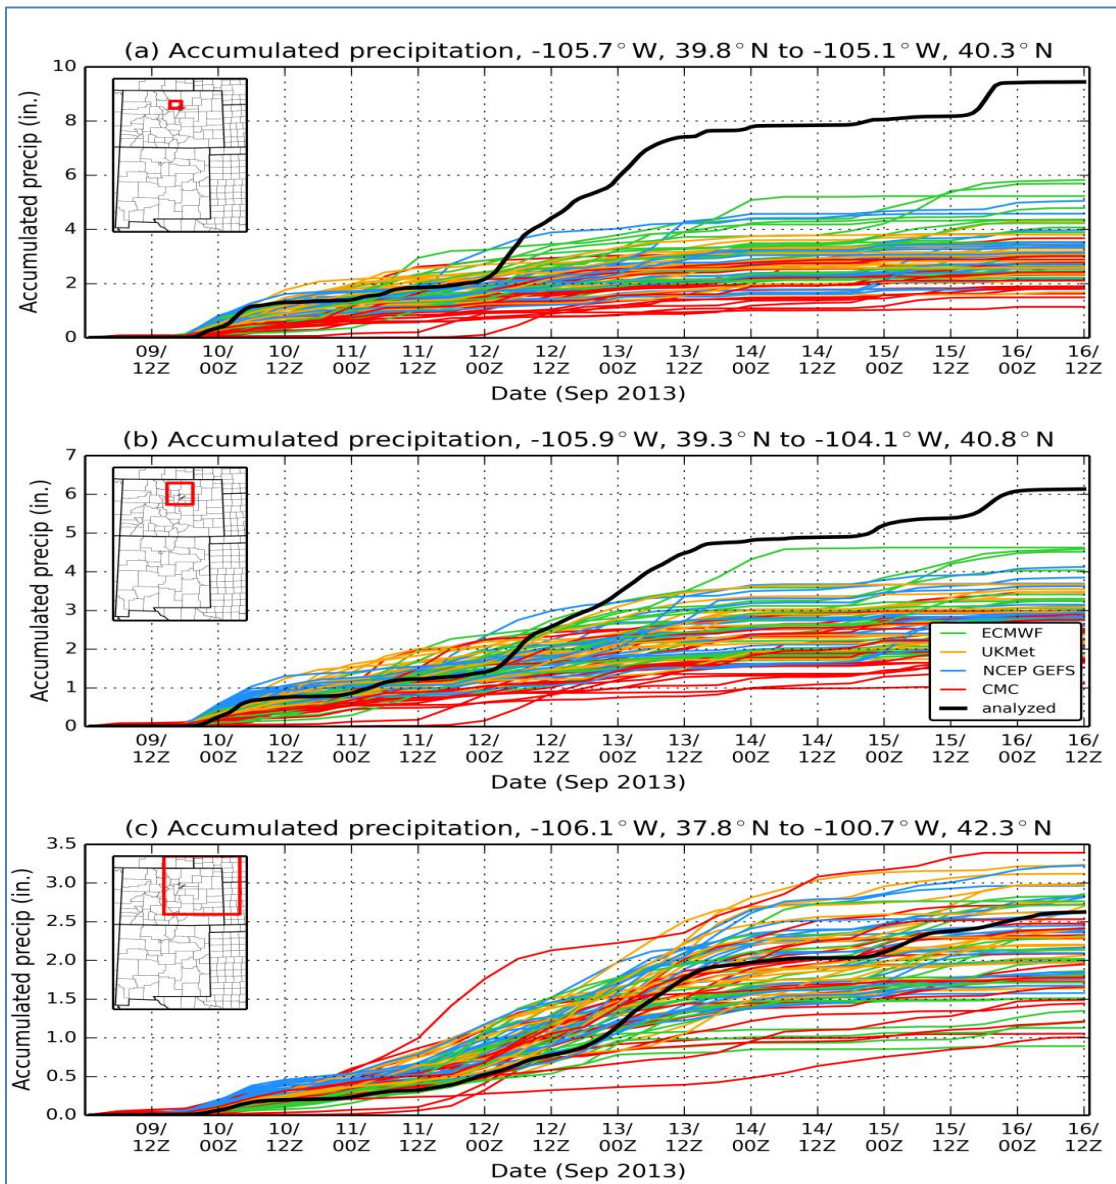 (a) Accumulated precipitation, -105.7°W, 39.8°N to -105.1°W, 40.3°N
Accumulated precip (in.)
10
8
6
4
2
0
09/ 10/ 10/ 11/ 11/ 12/ 12/ 13/ 13/ 14/ 14/ 15/ 15/ 16/ 16/
12Z 00Z 12Z 00Z 12Z 00Z 12Z 00Z 12Z 00Z 12Z 00Z 12Z 00Z 12Z
Date (Sep 2013)
(b) Accumulated precipitation, -105.9°W, 39.3°N to -104.1°W, 40.8°N
Accumulated precip (in.)
7
6
5
4
3
2
1
0
ECMWF
UKMet
NCEP GEFS
CMC
analyzed
09/ 10/ 10/ 11/ 11/ 12/ 12/ 13/ 13/ 14/ 14/ 15/ 15/ 16/ 16/
12Z 00Z 12Z 00Z 12Z 00Z 12Z 00Z 12Z 00Z 12Z 00Z 12Z 00Z 12Z
Date (Sep 2013)
(c) Accumulated precipitation, -106.1°W, 37.8°N to -100.7°W, 42.3°N
Accumulated precip (in.)
3.5
3.0
2.5
2.0
1.5
1.0
0.5
0.0
09/ 10/ 10/ 11/ 11/ 12/ 12/ 13/ 13/ 14/ 14/ 15/ 15/ 16/ 16/
12Z 00Z 12Z 00Z 12Z 00Z 12Z 00Z 12Z 00Z 12Z 00Z 12Z 00Z 12Z
Date (Sep 2013)